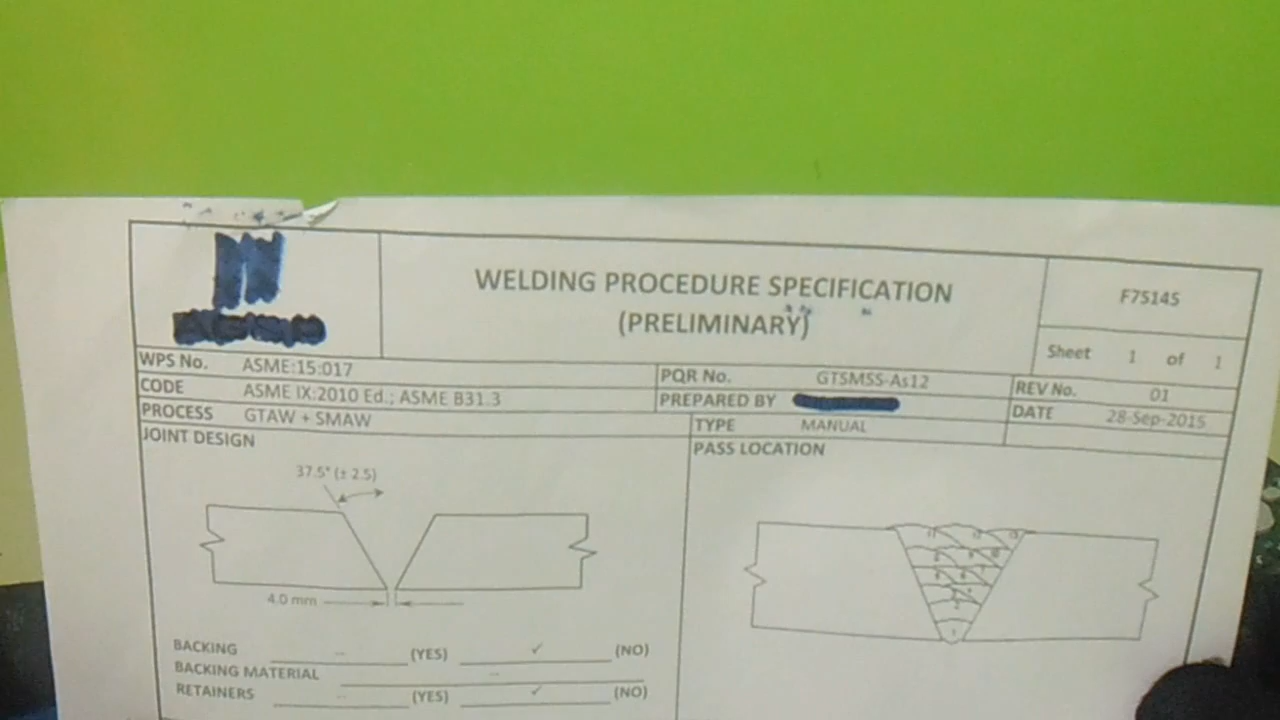 WELDING PROCEDURE SPECIFICATION
(PRELIMINARY)
F75145
Sheet 1 of 1
WPS No. ASME:15:017
PQR No. GTSMSS-As12
REV No. 01
CODE ASME IX:2010 Ed.; ASME B31.3
PREPARED BY
DATE 28-Sep-2015
PROCESS GTAW + SMAW
TYPE MANUAL
JOINT DESIGN
PASS LOCATION
37.5° (± 2.5)
4.0 mm
BACKING -- (YES) ✓ (NO)
BACKING MATERIAL --
RETAINERS -- (YES) ✓ (NO)